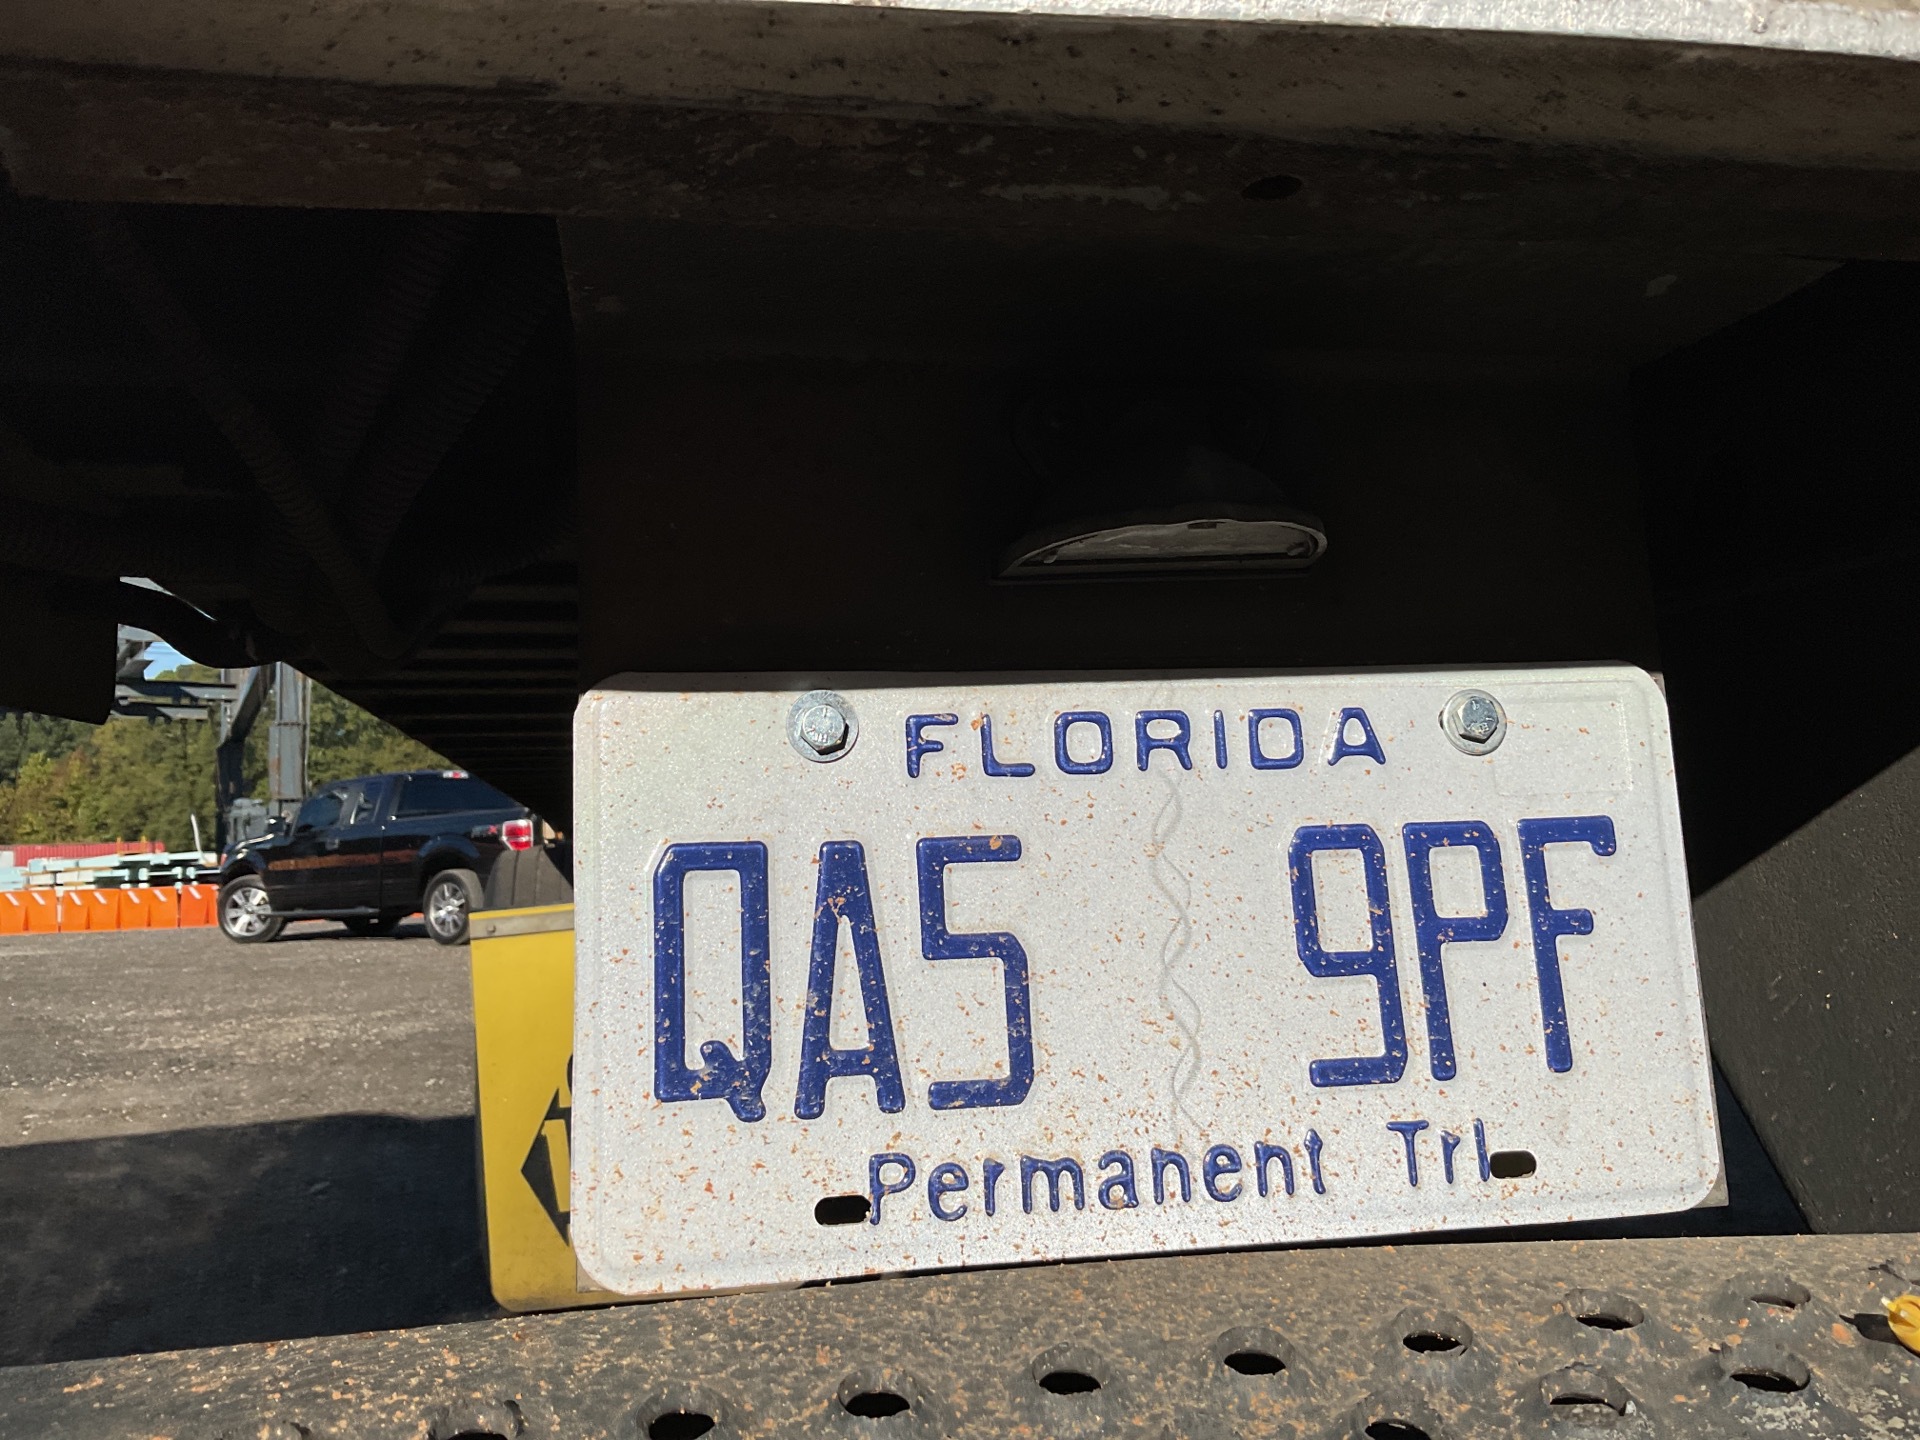 FLORIDA
QA5 9PF
Permanent Trl